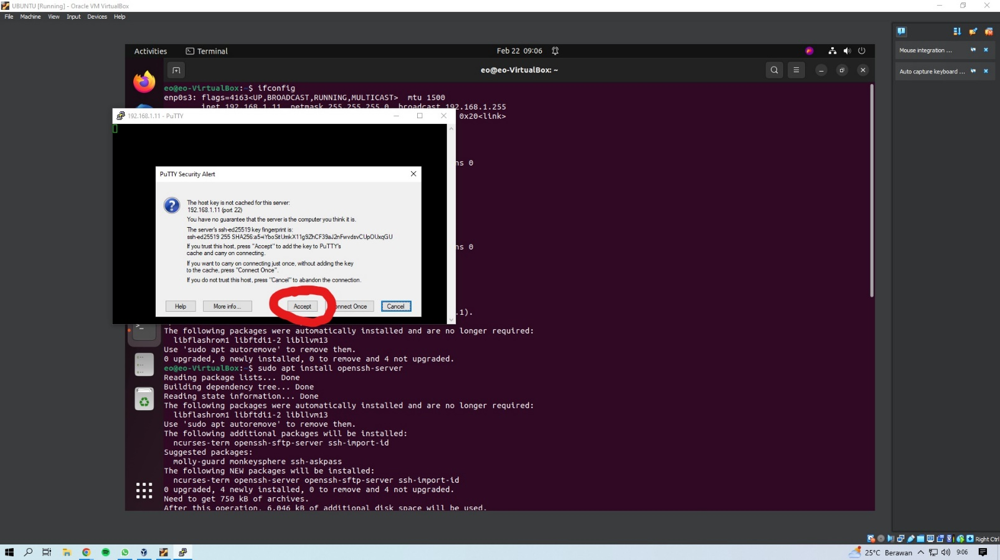 UBUNTU [Running] - Oracle VM VirtualBox
File Machine View Input Devices Help
Mouse integration ...
Auto capture keyboard ...
Activities
Terminal
Feb 22 09:06
eo@eo-VirtualBox: ~
eo@eo-VirtualBox:~$ ifconfig
enp0s3: flags=4163<UP,BROADCAST,RUNNING,MULTICAST> mtu 1500
inet 192.168.1.11 netmask 255.255.255.0 broadcast 192.168.1.255
0x20<link>
192.168.1.11 - PuTTY
ns 0
PuTTY Security Alert
The host key is not cached for this server:
192.168.1.11 (port 22)
You have no guarantee that the server is the computer you think it is.
The server's ssh-ed25519 key fingerprint is:
ssh-ed25519 255 SHA256:a5+iYboSitUmkX11g9ZhCF39aJ2nFwvdsvCUpOUxqGU
If you trust this host, press "Accept" to add the key to PuTTY's
cache and carry on connecting.
If you want to carry on connecting just once, without adding the key
to the cache, press "Connect Once".
If you do not trust this host, press "Cancel" to abandon the connection.
ns 0
Help
More info...
Accept
onnect Once
Cancel
.1).
The following packages were automatically installed and are no longer required:
libflashrom1 libftdi1-2 libllvm13
Use 'sudo apt autoremove' to remove them.
0 upgraded, 0 newly installed, 0 to remove and 4 not upgraded.
eo@eo-VirtualBox:~$ sudo apt install openssh-server
Reading package lists... Done
Building dependency tree... Done
Reading state information... Done
The following packages were automatically installed and are no longer required:
libflashrom1 libftdi1-2 libllvm13
Use 'sudo apt autoremove' to remove them.
The following additional packages will be installed:
ncurses-term openssh-sftp-server ssh-import-id
Suggested packages:
molly-guard monkeysphere ssh-askpass
The following NEW packages will be installed:
ncurses-term openssh-server openssh-sftp-server ssh-import-id
0 upgraded, 4 newly installed, 0 to remove and 4 not upgraded.
Need to get 750 kB of archives.
After this operation, 6.046 kB of additional disk space will be used.
Right Ctrl
25°C Berawan
9:06